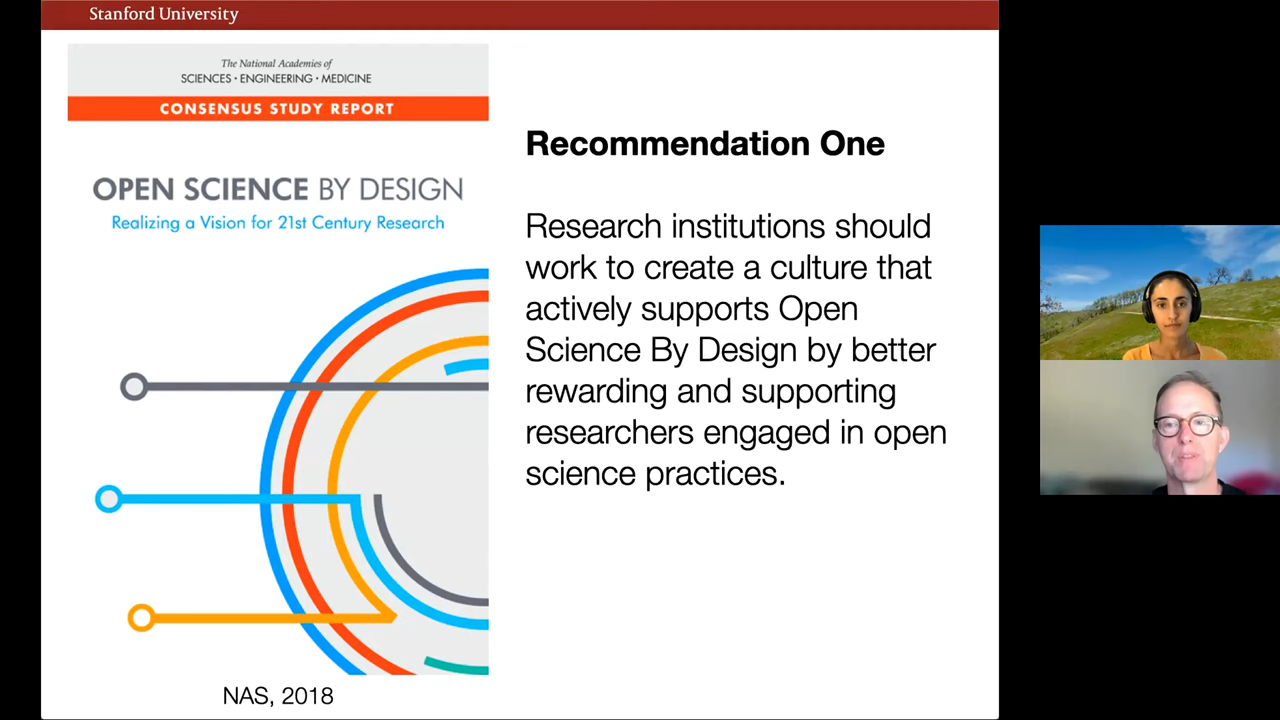 Stanford University
The National Academies of
SCIENCES • ENGINEERING • MEDICINE
CONSENSUS STUDY REPORT
OPEN SCIENCE BY DESIGN
Realizing a Vision for 21st Century Research
NAS, 2018
Recommendation One
Research institutions should
work to create a culture that
actively supports Open
Science By Design by better
rewarding and supporting
researchers engaged in open
science practices.